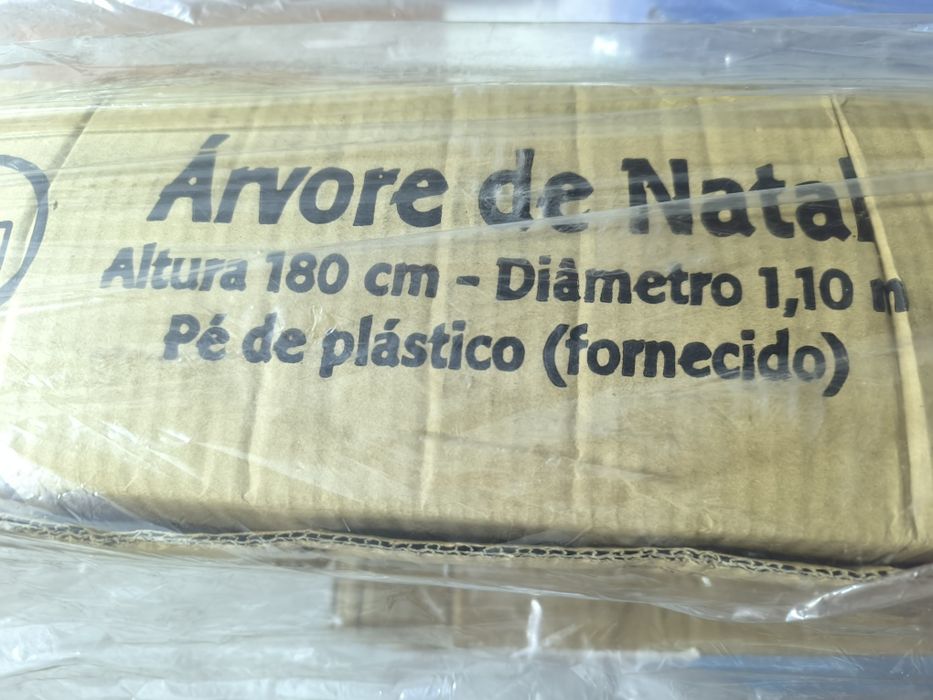 Árvore de Natal
Altura 180 cm - Diâmetro 1,10 m
Pé de plástico (fornecido)